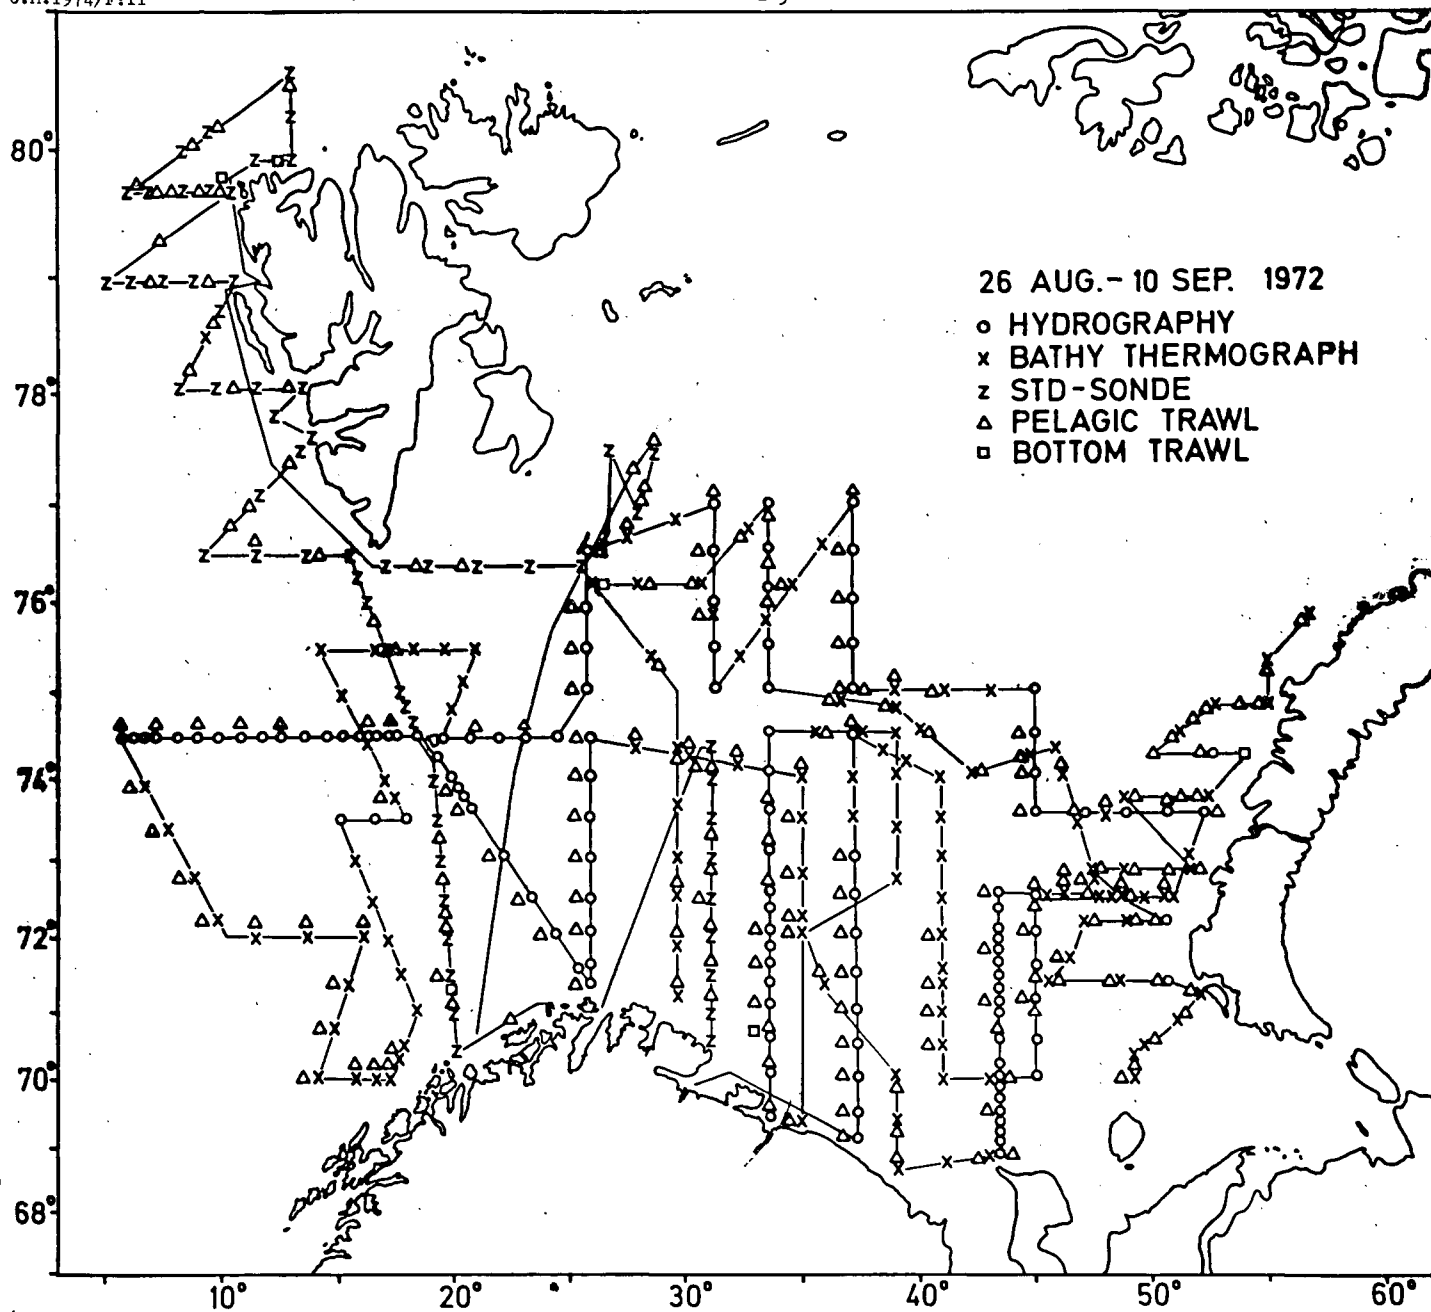 26 AUG.- 10 SEP. 1972
o HYDROGRAPHY
x BATHY THERMOGRAPH
z STD-SONDE
△ PELAGIC TRAWL
□ BOTTOM TRAWL
80°
78°
76°
74°
72°
70°
68°
10° 20° 30° 40° 50° 60°